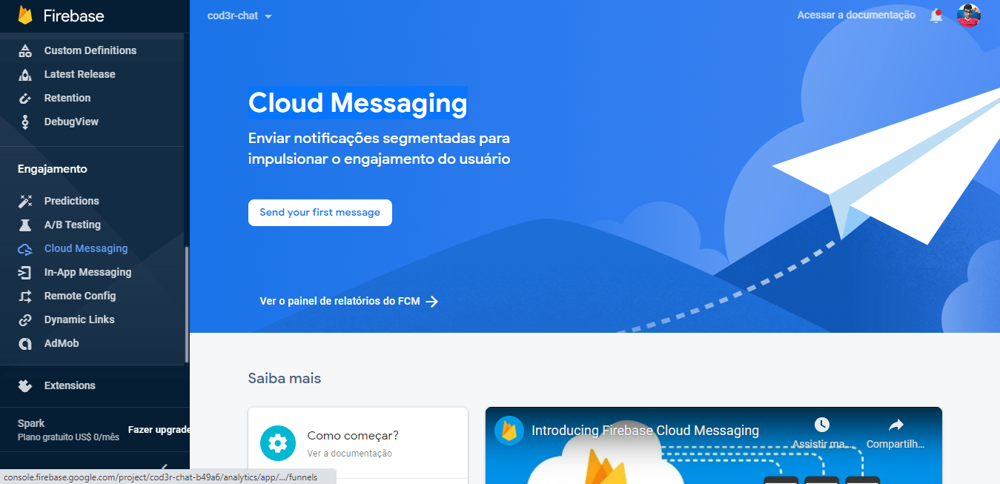 Firebase
Custom Definitions
Latest Release
Retention
DebugView
Engajamento
Predictions
A/B Testing
Cloud Messaging
In-App Messaging
Remote Config
Dynamic Links
AdMob
Extensions
Spark
Plano gratuito US$ 0/mês
Fazer upgrade
console.firebase.google.com/project/cod3r-chat-b49a6/analytics/app/.../funnels
cod3r-chat
Acessar a documentação
Cloud Messaging
Enviar notificações segmentadas para
impulsionar o engajamento do usuário
Send your first message
Ver o painel de relatórios do FCM
Saiba mais
Como começar?
Ver a documentação
Introducing Firebase Cloud Messaging
Assistir ma...
Compartilh...